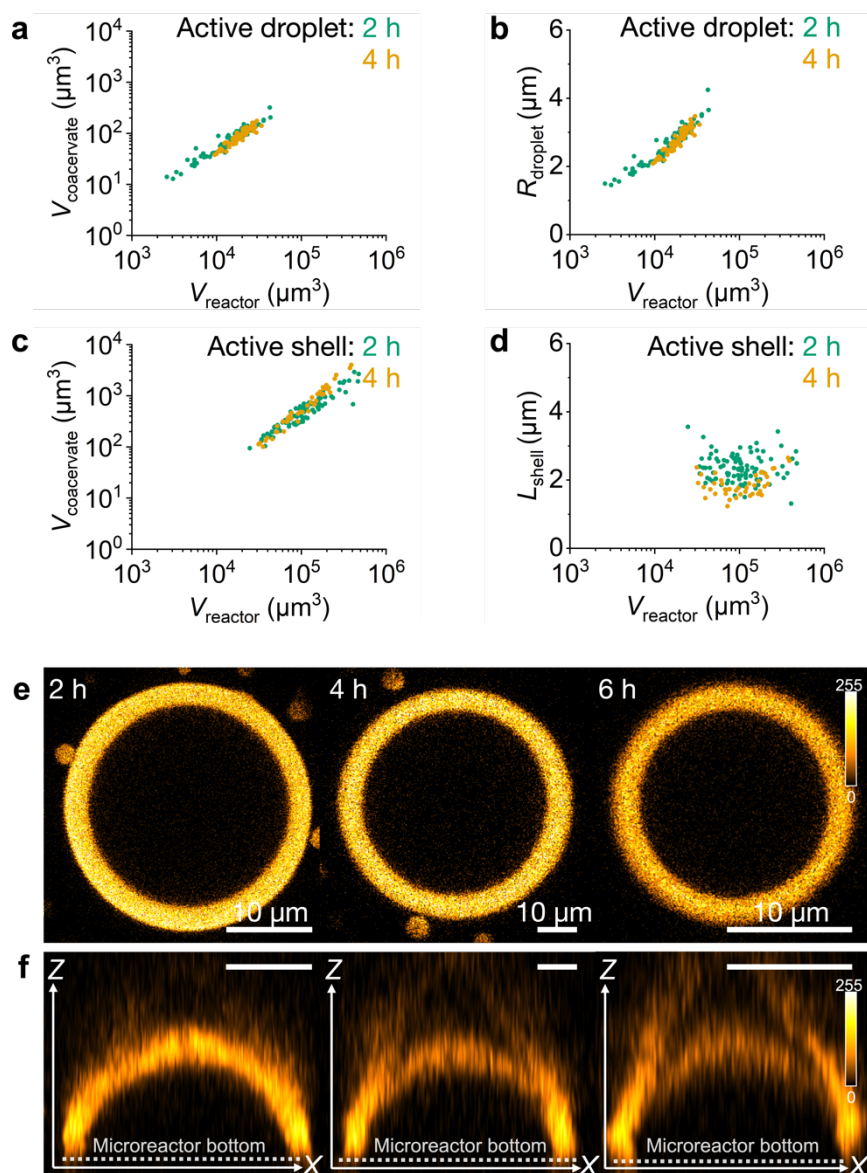 a
Active droplet: 2 h
4 h
V_coacervate (µm³)
10⁴
10³
10²
10¹
10⁰
10³ 10⁴ 10⁵ 10⁶
V_reactor (µm³)
b
Active droplet: 2 h
4 h
R_droplet (µm)
6
4
2
0
10³ 10⁴ 10⁵ 10⁶
V_reactor (µm³)
c
Active shell: 2 h
4 h
V_coacervate (µm³)
10⁴
10³
10²
10¹
10⁰
10³ 10⁴ 10⁵ 10⁶
V_reactor (µm³)
d
Active shell: 2 h
4 h
L_shell (µm)
6
4
2
0
10³ 10⁴ 10⁵ 10⁶
V_reactor (µm³)
e
2 h
10 µm
4 h
10 µm
6 h
10 µm
255
0
f
Z
Microreactor bottom
X
Z
Microreactor bottom
X
Z
Microreactor bottom
X
255
0